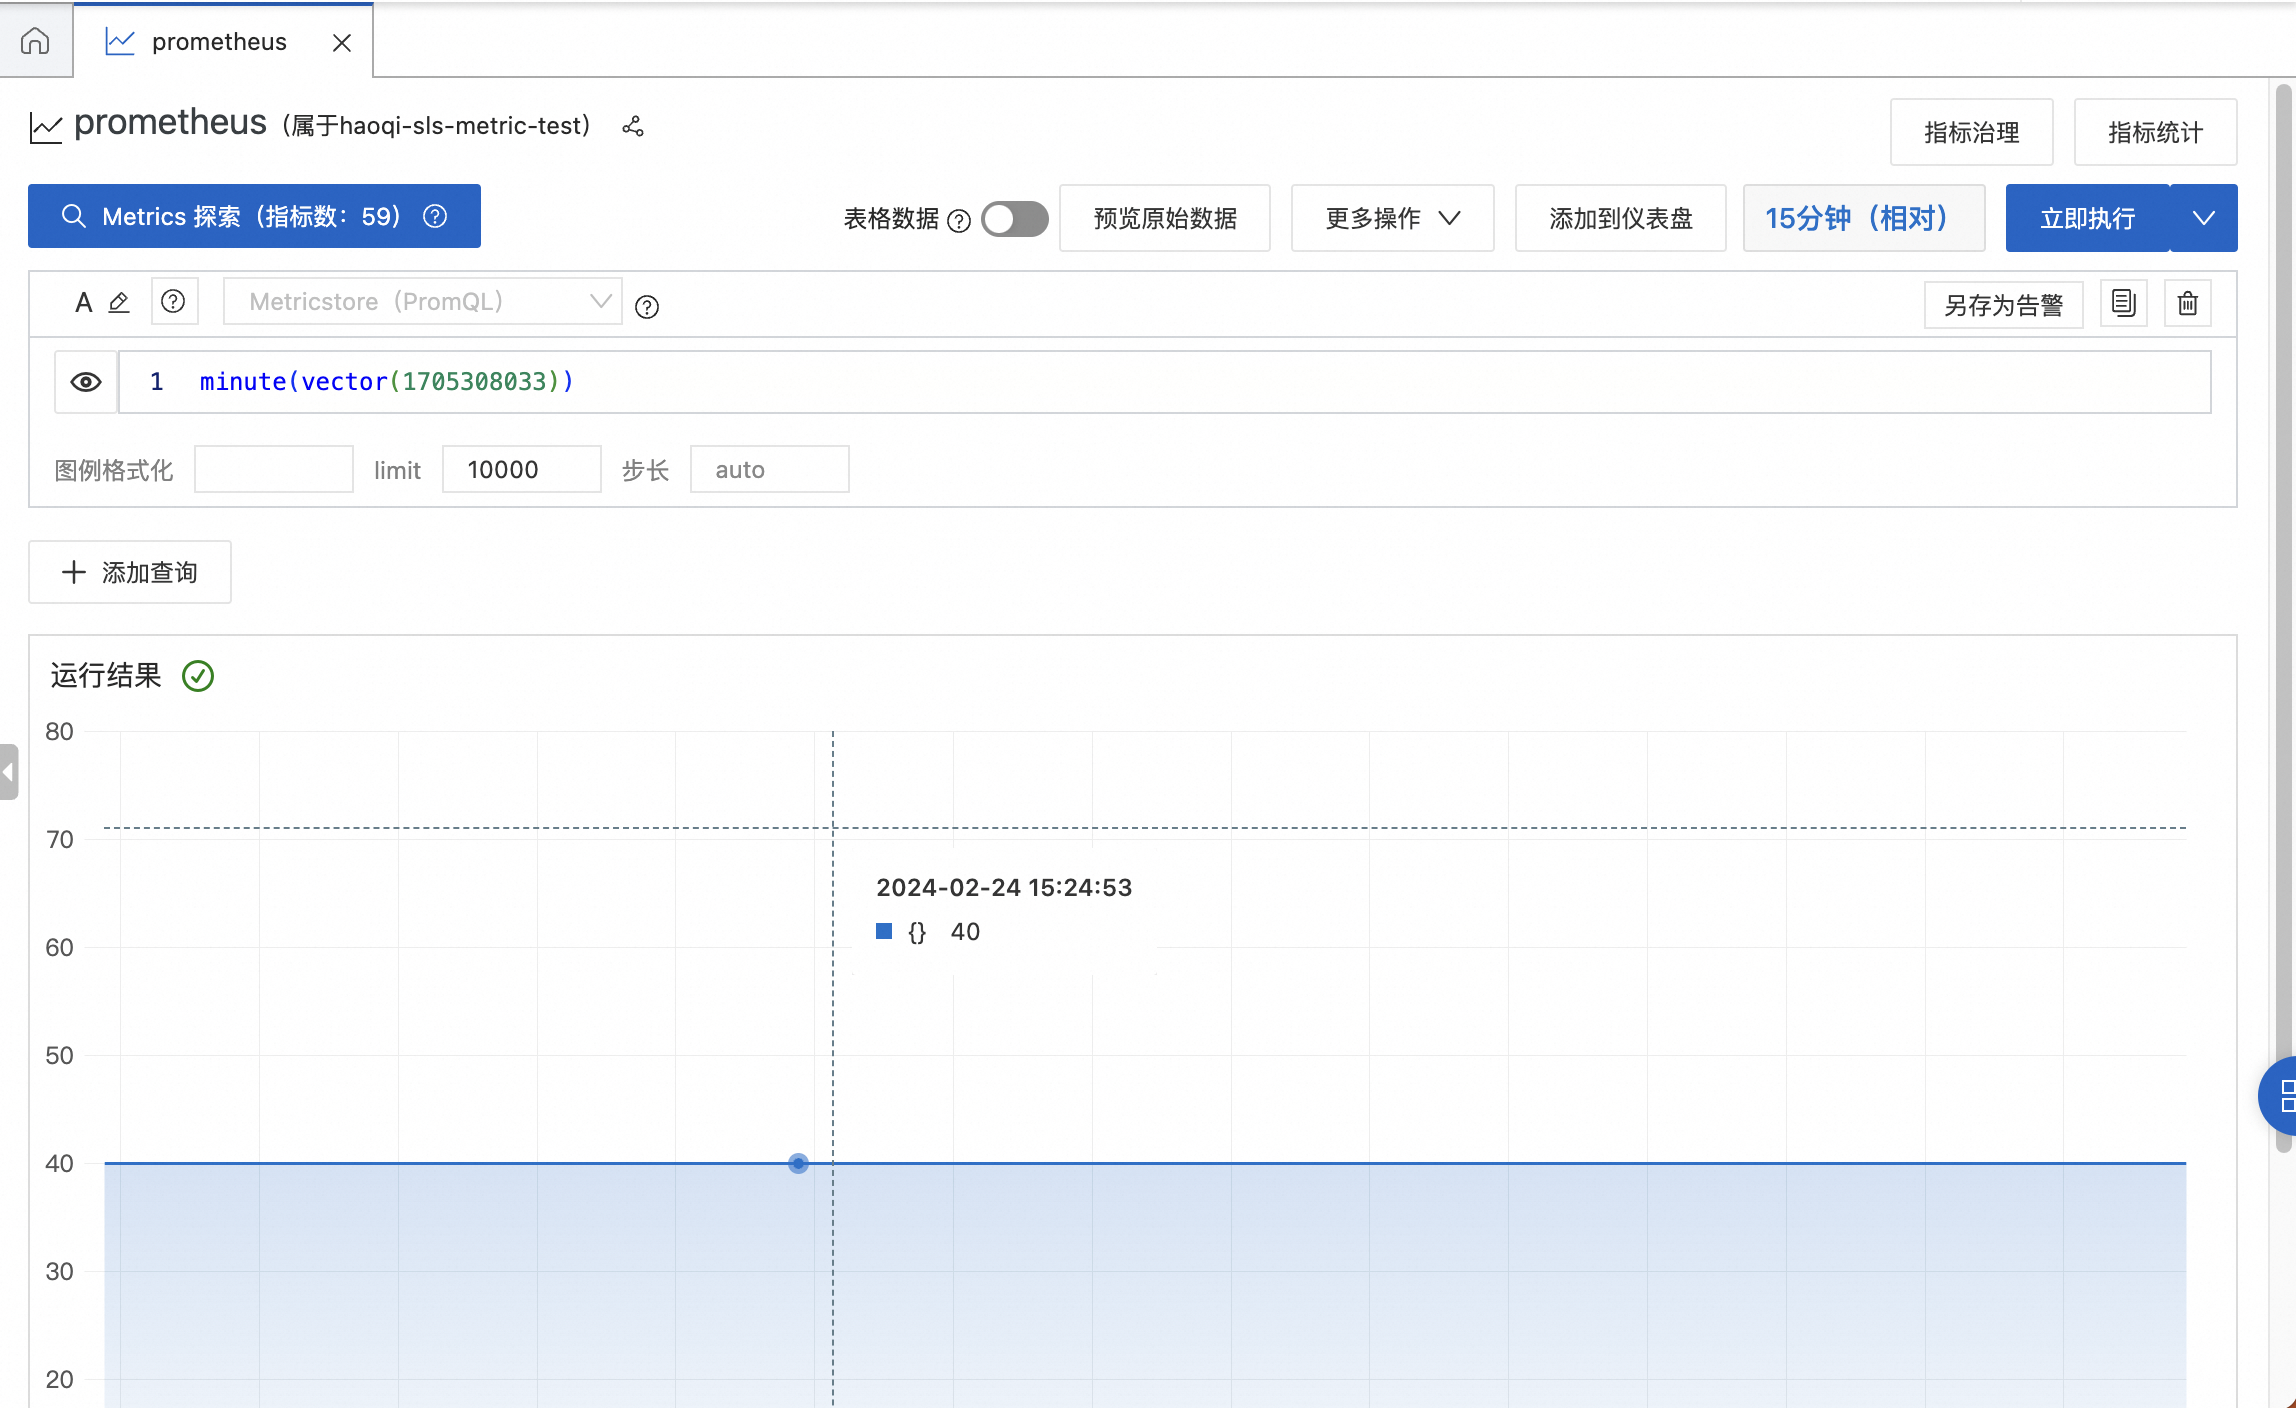 prometheus
prometheus（属于haoqi-sls-metric-test）
指标治理
指标统计
Metrics 探索（指标数：59）
表格数据
预览原始数据
更多操作
添加到仪表盘
15分钟（相对）
立即执行
A
Metricstore（PromQL）
另存为告警
1 minute(vector(1705308033))
图例格式化
limit 10000
步长 auto
添加查询
运行结果
80
70
2024-02-24 15:24:53
{} 40
60
50
40
30
20